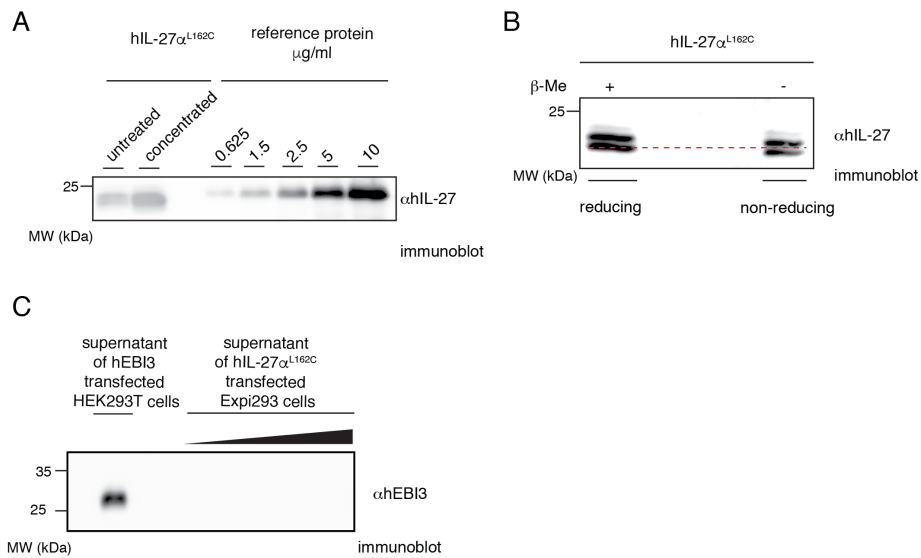 A
hIL-27αL162C
reference protein
μg/ml
untreated
concentrated
0.625
1.5
2.5
5
10
25
αhIL-27
MW (kDa)
immunoblot
B
hIL-27αL162C
β-Me
+
-
25
αhIL-27
MW (kDa)
immunoblot
reducing
non-reducing
C
supernatant
of hEBI3
transfected
HEK293T cells
supernatant
of hIL-27αL162C
transfected
Expi293 cells
35
25
αhEBI3
MW (kDa)
immunoblot